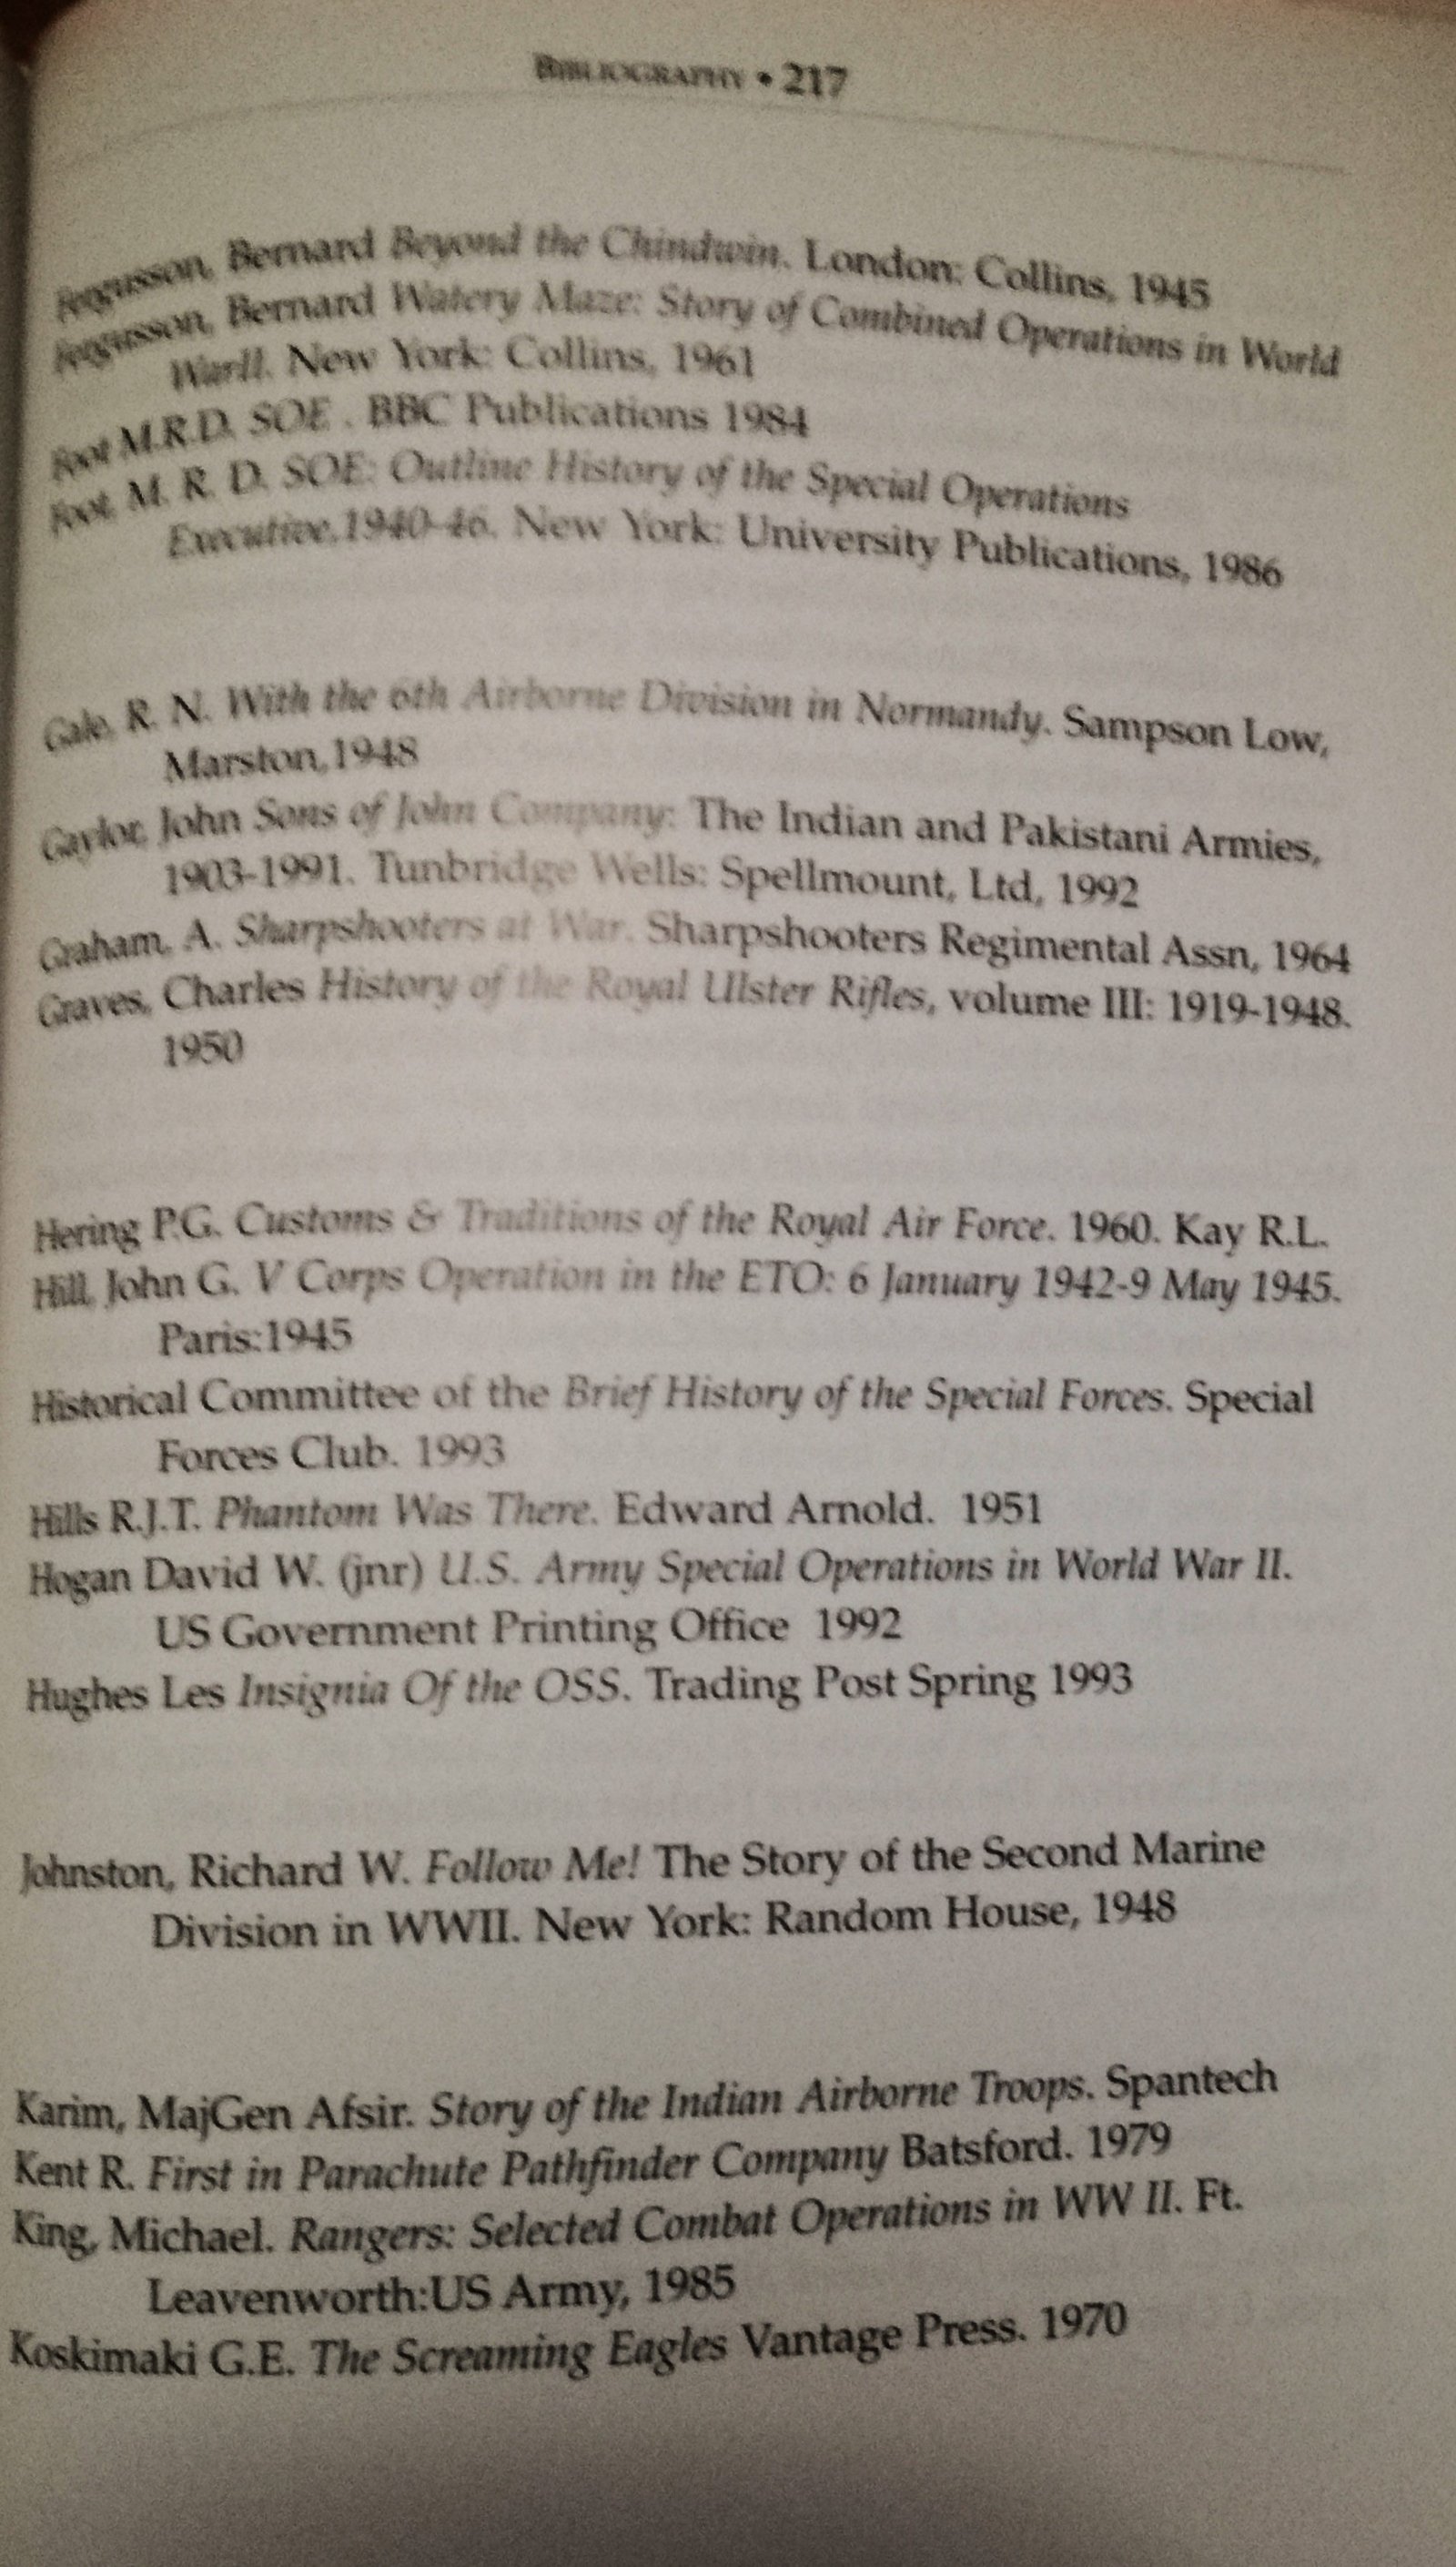 BIBLIOGRAPHY • 217
Fergusson, Bernard Beyond the Chindwin. London: Collins, 1945
Fergusson, Bernard Watery Maze: Story of Combined Operations in World
WarII. New York: Collins, 1961
Foot M.R.D. SOE . BBC Publications 1984
Foot, M. R. D. SOE: Outline History of the Special Operations
Executive,1940-46. New York: University Publications, 1986
Gale, R. N. With the 6th Airborne Division in Normandy. Sampson Low,
Marston,1948
Gaylor, John Sons of John Company: The Indian and Pakistani Armies,
1903-1991. Tunbridge Wells: Spellmount, Ltd, 1992
Graham, A. Sharpshooters at War. Sharpshooters Regimental Assn, 1964
Graves, Charles History of the Royal Ulster Rifles, volume III: 1919-1948.
1950
Hering P.G. Customs & Traditions of the Royal Air Force. 1960. Kay R.L.
Hill, John G. V Corps Operation in the ETO: 6 January 1942-9 May 1945.
Paris:1945
Historical Committee of the Brief History of the Special Forces. Special
Forces Club. 1993
Hills R.J.T. Phantom Was There. Edward Arnold. 1951
Hogan David W. (jnr) U.S. Army Special Operations in World War II.
US Government Printing Office 1992
Hughes Les Insignia Of the OSS. Trading Post Spring 1993
Johnston, Richard W. Follow Me! The Story of the Second Marine
Division in WWII. New York: Random House, 1948
Karim, MajGen Afsir. Story of the Indian Airborne Troops. Spantech
Kent R. First in Parachute Pathfinder Company Batsford. 1979
King, Michael. Rangers: Selected Combat Operations in WW II. Ft.
Leavenworth:US Army, 1985
Koskimaki G.E. The Screaming Eagles Vantage Press. 1970